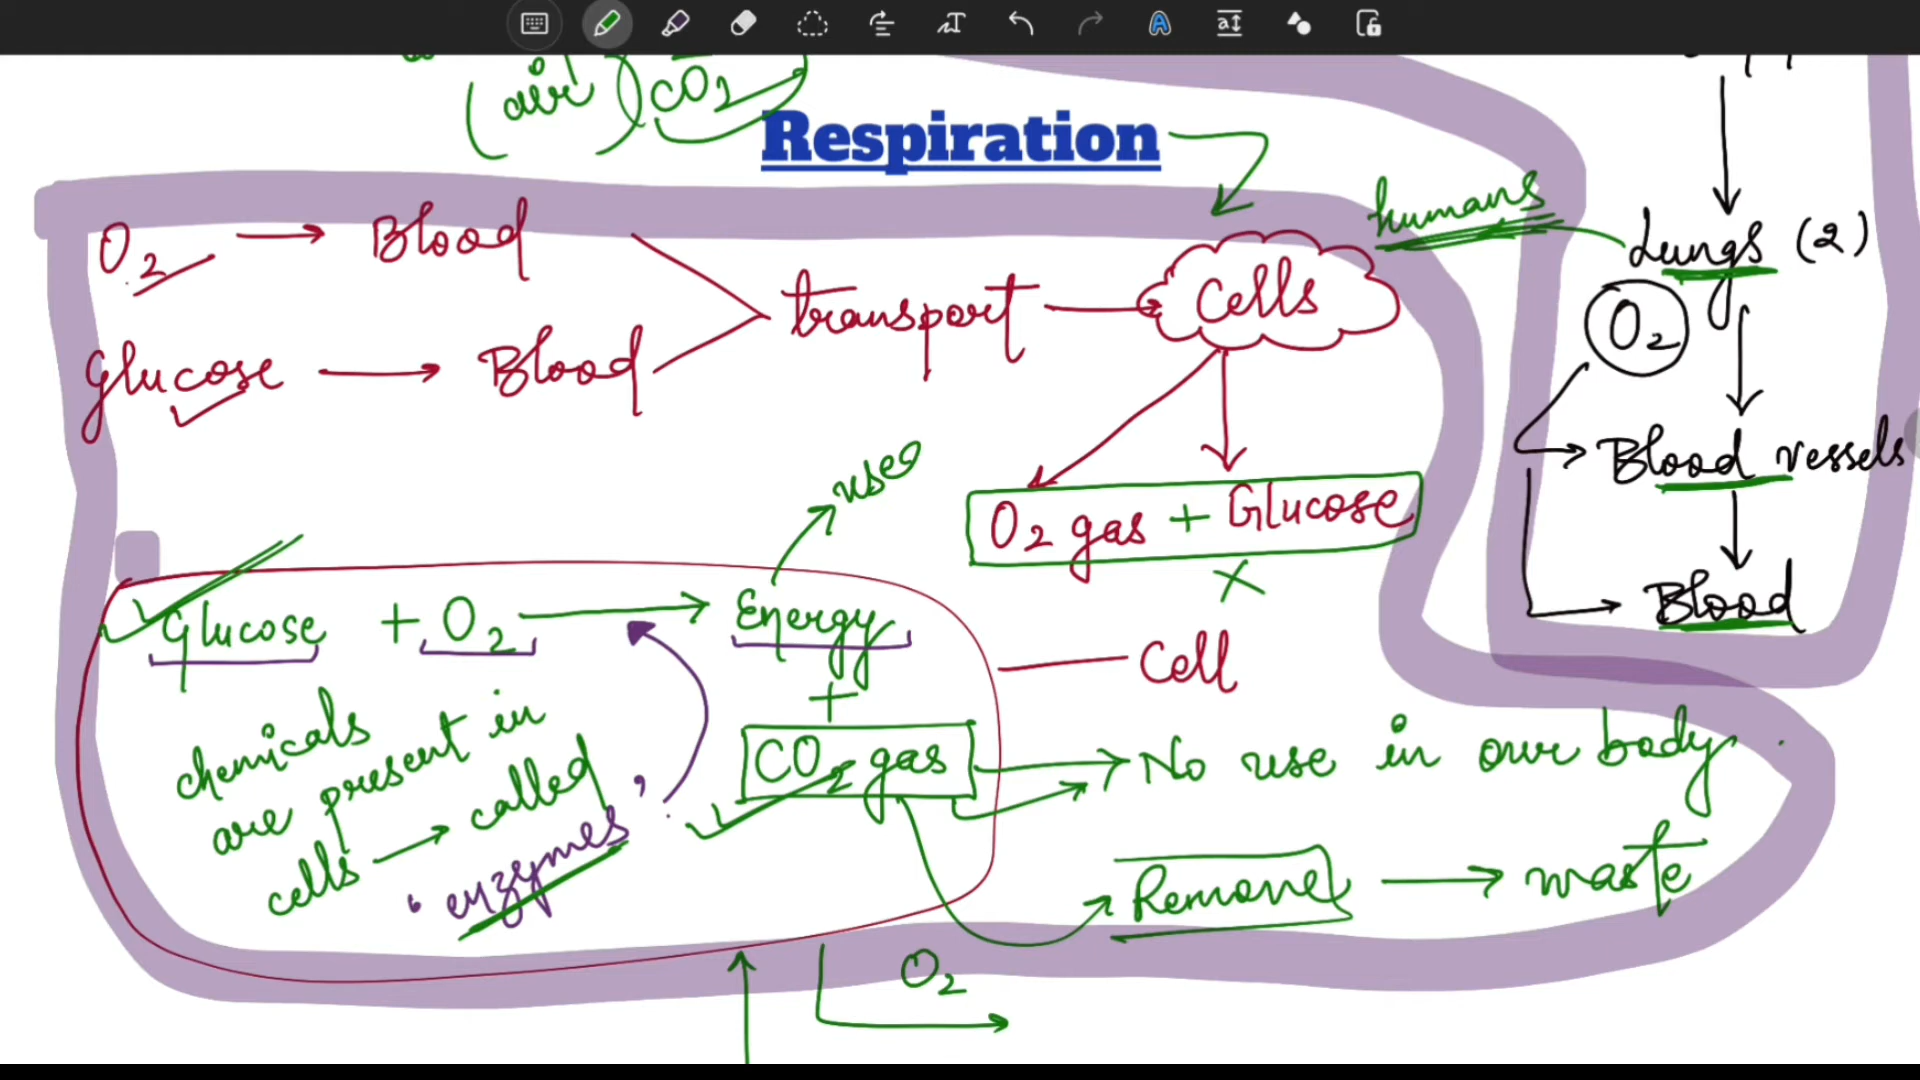 (air) CO2
Respiration
humans
Lungs (2)
O2
Blood vessels
Blood
O2 → Blood
Glucose → Blood
transport → Cells
O2 gas + Glucose
×
uses
Glucose + O2 → Energy
+
CO2 gas → No use in our body.
Cell
chemicals
are present in
cells → called
'enzymes'
Remove → waste
O2